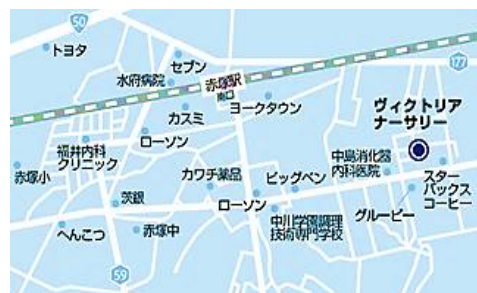 50
トヨタ
セブン
水府病院
赤塚駅
南口
177
カスミ
ヨークタウン
ローソン
ヴィクトリア
ナーサリー
福井内科
クリニック
中島消化器
内科医院
赤塚小
カワチ薬品
ビッグベン
スター
バックス
コーヒー
茨銀
ローソン
グルービー
へんこつ
赤塚中
中川学園調理
技術専門学校
59